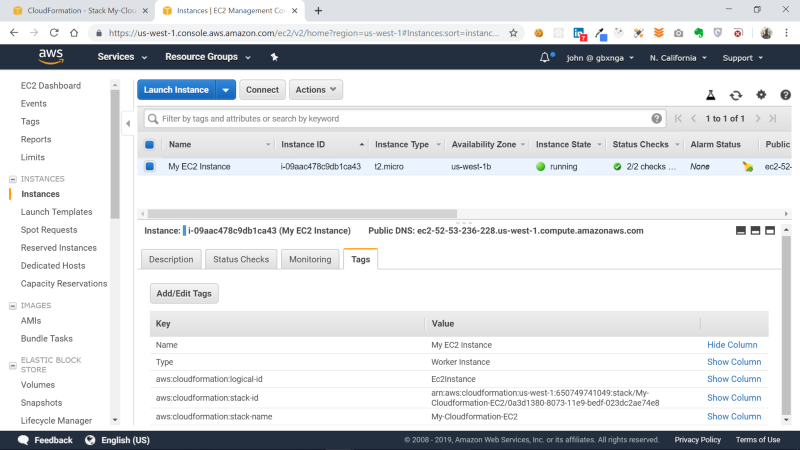 CloudFormation - Stack My-Clou
Instances | EC2 Management Co
https://us-west-1.console.aws.amazon.com/ec2/v2/home?region=us-west-1#Instances:sort=instanc...
aws Services Resource Groups john @ gbxnga N. California Support
EC2 Dashboard
Events
Tags
Reports
Limits
INSTANCES
Instances
Launch Templates
Spot Requests
Reserved Instances
Dedicated Hosts
Capacity Reservations
IMAGES
AMIs
Bundle Tasks
ELASTIC BLOCK
STORE
Volumes
Snapshots
Lifecycle Manager
Launch Instance Connect Actions
Filter by tags and attributes or search by keyword 1 to 1 of 1
Name Instance ID Instance Type Availability Zone Instance State Status Checks Alarm Status Public
My EC2 Instance i-09aac478c9db1ca43 t2.micro us-west-1b running 2/2 checks ... None ec2-52-
Instance: i-09aac478c9db1ca43 (My EC2 Instance) Public DNS: ec2-52-53-236-228.us-west-1.compute.amazonaws.com
Description Status Checks Monitoring Tags
Add/Edit Tags
Key Value
Name My EC2 Instance Hide Column
Type Worker Instance Show Column
aws:cloudformation:logical-id Ec2Instance Show Column
aws:cloudformation:stack-id arn:aws:cloudformation:us-west-1:650749741049:stack/My-
Cloudformation-EC2/0a3d1380-8073-11e9-bedf-023dc2ae74e8 Show Column
aws:cloudformation:stack-name My-Cloudformation-EC2 Show Column
Feedback English (US) © 2008 - 2019, Amazon Web Services, Inc. or its affiliates. All rights reserved. Privacy Policy Terms of Use